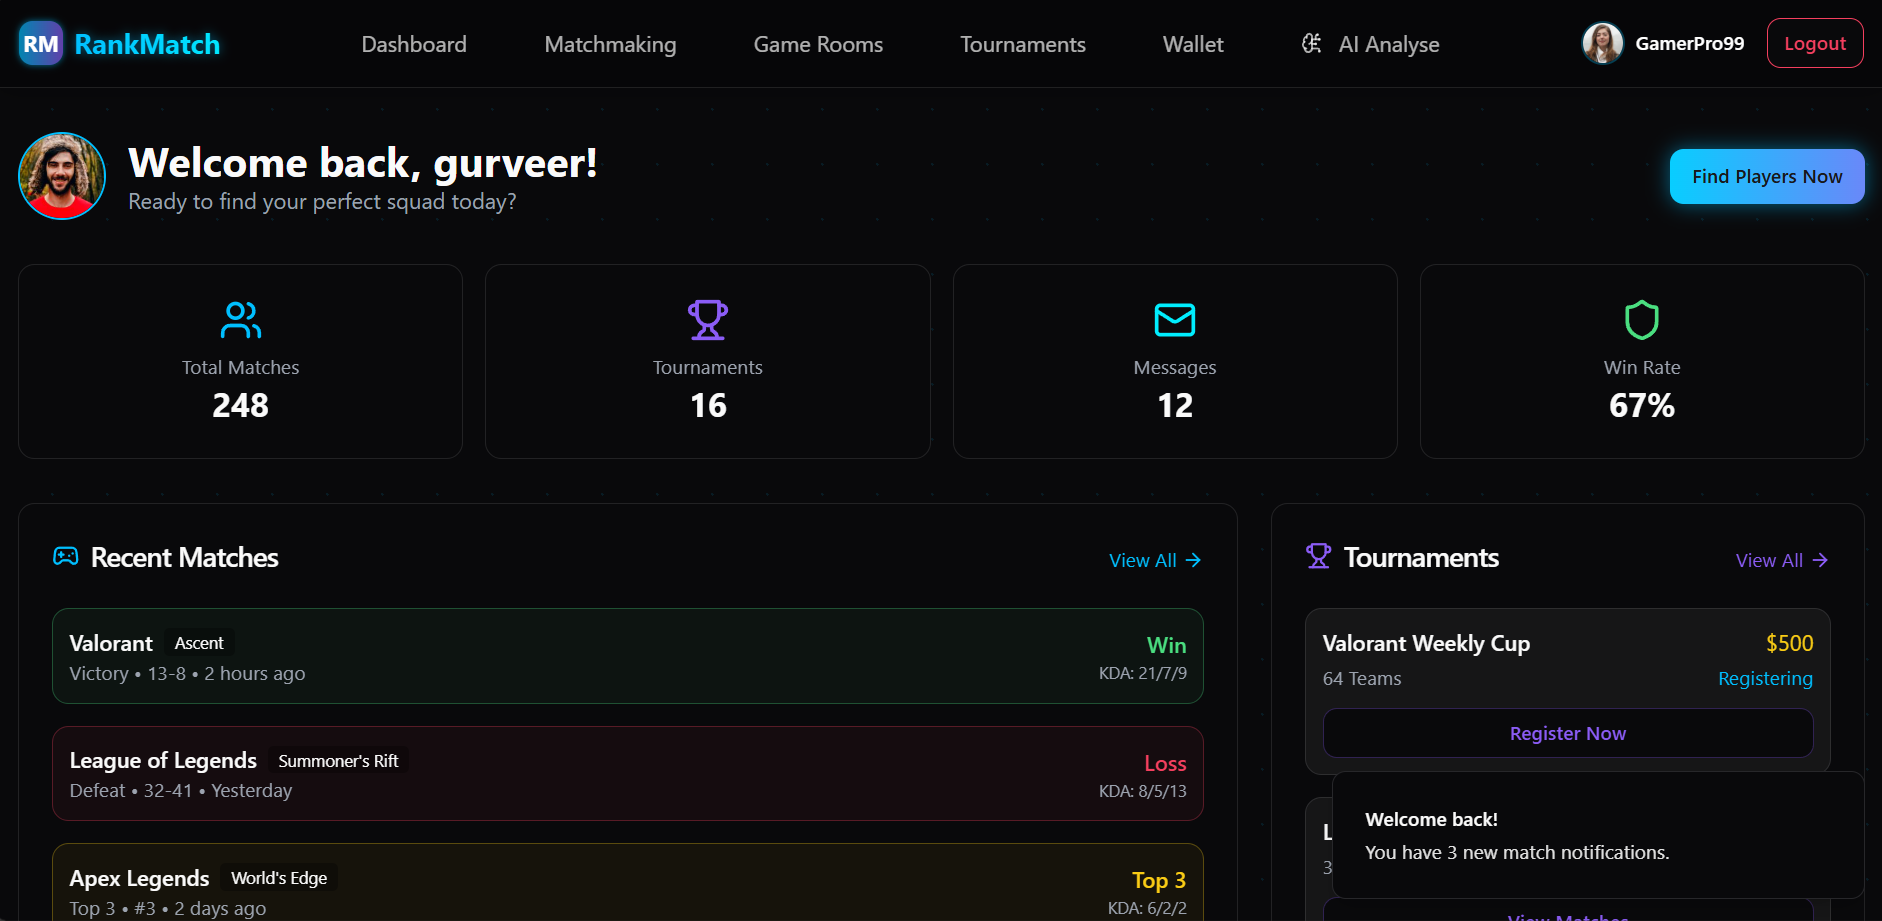 RM RankMatch
Dashboard
Matchmaking
Game Rooms
Tournaments
Wallet
AI Analyse
GamerPro99
Logout
Welcome back, gurveer!
Ready to find your perfect squad today?
Find Players Now
Total Matches
248
Tournaments
16
Messages
12
Win Rate
67%
Recent Matches
View All →
Valorant Ascent
Win
Victory • 13-8 • 2 hours ago
KDA: 21/7/9
League of Legends Summoner's Rift
Loss
Defeat • 32-41 • Yesterday
KDA: 8/5/13
Apex Legends World's Edge
Top 3
Top 3 • #3 • 2 days ago
KDA: 6/2/2
Tournaments
View All →
Valorant Weekly Cup
$500
64 Teams
Registering
Register Now
L
3
Welcome back!
You have 3 new match notifications.
View Matches